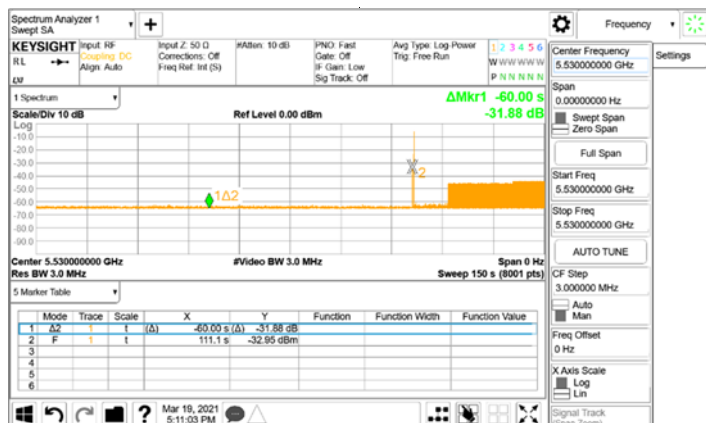 Spectrum Analyzer 1
Swept SA
+
Frequency
KEYSIGHT
RL
LXI
Input: RF
Coupling: DC
Align: Auto
Input Z: 50 Ω
Corrections: Off
Freq Ref: Int (S)
#Atten: 10 dB
PNO: Fast
Gate: Off
IF Gain: Low
Sig Track: Off
Avg Type: Log-Power
Trig: Free Run
1 2 3 4 5 6
W W W W W W
P N N N N N
1 Spectrum
Scale/Div 10 dB
Ref Level 0.00 dBm
ΔMkr1 -60.00 s
-31.88 dB
Log
-10.0
-20.0
-30.0
-40.0
-50.0
-60.0
-70.0
-80.0
-90.0
1Δ2
X2
Center 5.530000000 GHz
#Video BW 3.0 MHz
Span 0 Hz
Res BW 3.0 MHz
Sweep 150 s (8001 pts)
5 Marker Table
Mode Trace Scale X Y Function Function Width Function Value
1 Δ2 1 t (Δ) -60.00 s (Δ) -31.88 dB
2 F 1 t 111.1 s -32.95 dBm
3
4
5
6
?
Mar 19, 2021
5:11:03 PM
Center Frequency
5.530000000 GHz
Settings
Span
0.00000000 Hz
Swept Span
Zero Span
Full Span
Start Freq
5.530000000 GHz
Stop Freq
5.530000000 GHz
AUTO TUNE
CF Step
3.000000 MHz
Auto
Man
Freq Offset
0 Hz
X Axis Scale
Log
Lin
Signal Track